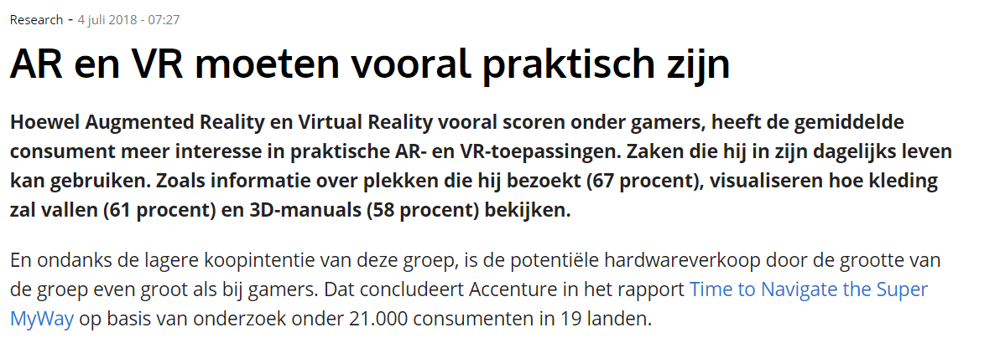 Research - 4 juli 2018 - 07:27
AR en VR moeten vooral praktisch zijn
Hoewel Augmented Reality en Virtual Reality vooral scoren onder gamers, heeft de gemiddelde
consument meer interesse in praktische AR- en VR-toepassingen. Zaken die hij in zijn dagelijks leven
kan gebruiken. Zoals informatie over plekken die hij bezoekt (67 procent), visualiseren hoe kleding
zal vallen (61 procent) en 3D-manuals (58 procent) bekijken.
En ondanks de lagere koopintentie van deze groep, is de potentiële hardwareverkoop door de grootte van
de groep even groot als bij gamers. Dat concludeert Accenture in het rapport Time to Navigate the Super
MyWay op basis van onderzoek onder 21.000 consumenten in 19 landen.